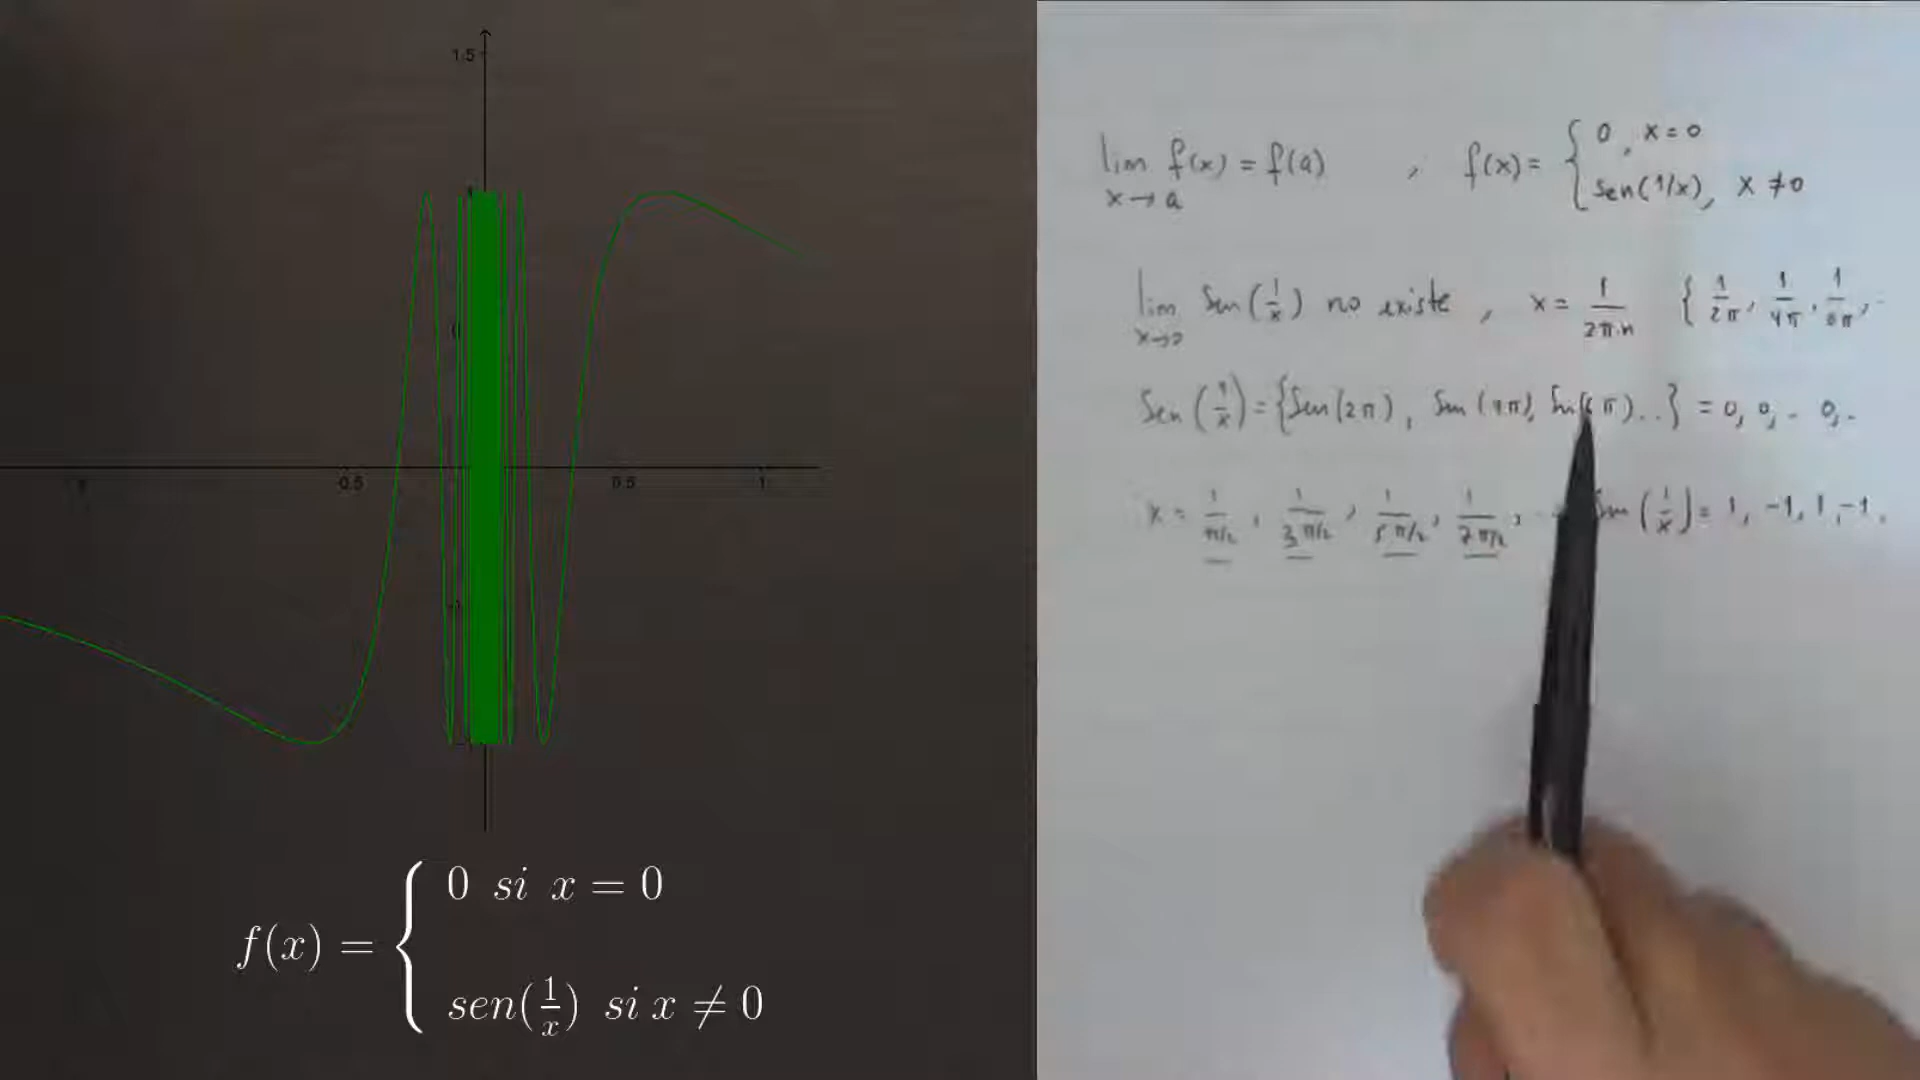 1.5
1
0.5
0.5
1
f(x) = { 0 si x = 0
sen(1/x) si x ≠ 0
lim x→a f(x) = f(a) , f(x) = { 0, x = 0
sen(1/x), x ≠ 0
lim x→0 Sen(1/x) no existe , x = 1/2π·n { 1/2π, 1/4π, 1/6π, ..
Sen(1/x) = {Sen(2π), Sen(4π), Sen(6π)..} = 0, 0, .. 0, ..
x = 1/π/2, 1/3π/2, 1/5π/2, 1/7π/2, .. Sen(1/x) = 1, -1, 1, -1,